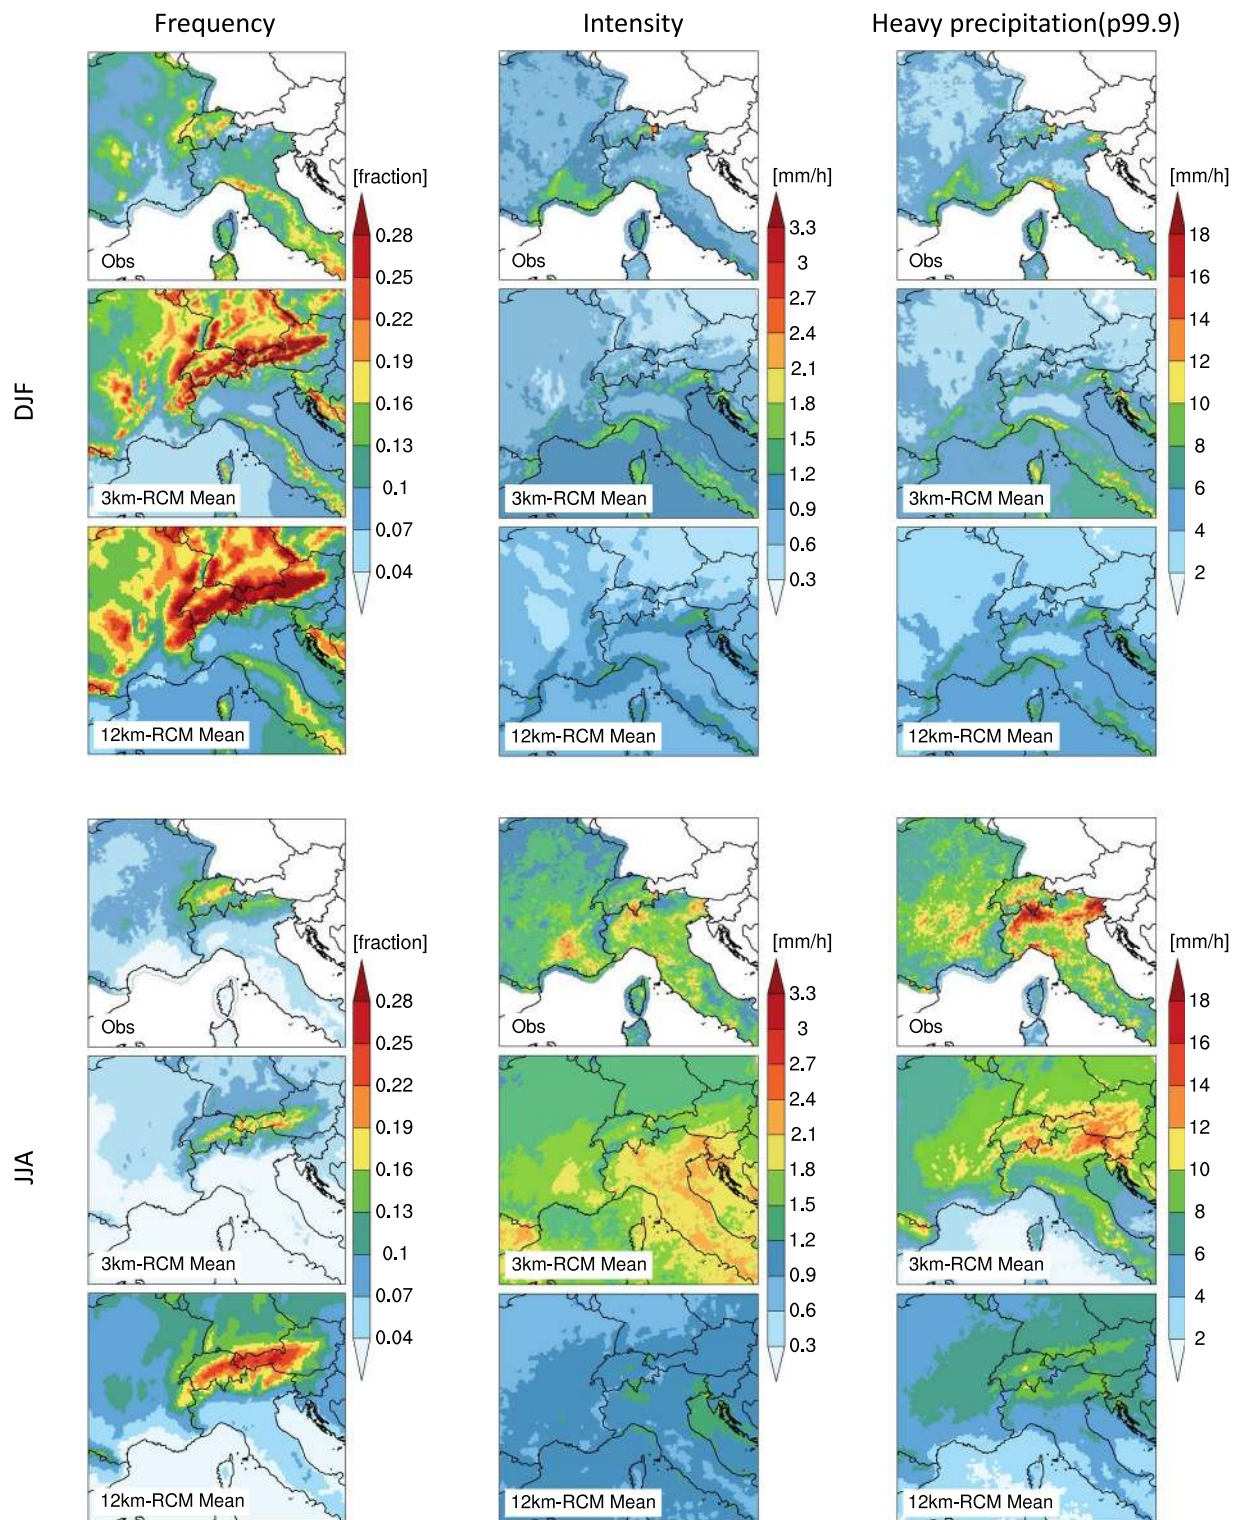 Frequency
Intensity
Heavy precipitation(p99.9)
DJF
Obs
Obs
Obs
[fraction]
0.28
0.25
0.22
0.19
0.16
0.13
0.1
0.07
0.04
[mm/h]
3.3
3
2.7
2.4
2.1
1.8
1.5
1.2
0.9
0.6
0.3
[mm/h]
18
16
14
12
10
8
6
4
2
3km-RCM Mean
3km-RCM Mean
3km-RCM Mean
12km-RCM Mean
12km-RCM Mean
12km-RCM Mean
JJA
Obs
Obs
Obs
[fraction]
0.28
0.25
0.22
0.19
0.16
0.13
0.1
0.07
0.04
[mm/h]
3.3
3
2.7
2.4
2.1
1.8
1.5
1.2
0.9
0.6
0.3
[mm/h]
18
16
14
12
10
8
6
4
2
3km-RCM Mean
3km-RCM Mean
3km-RCM Mean
12km-RCM Mean
12km-RCM Mean
12km-RCM Mean